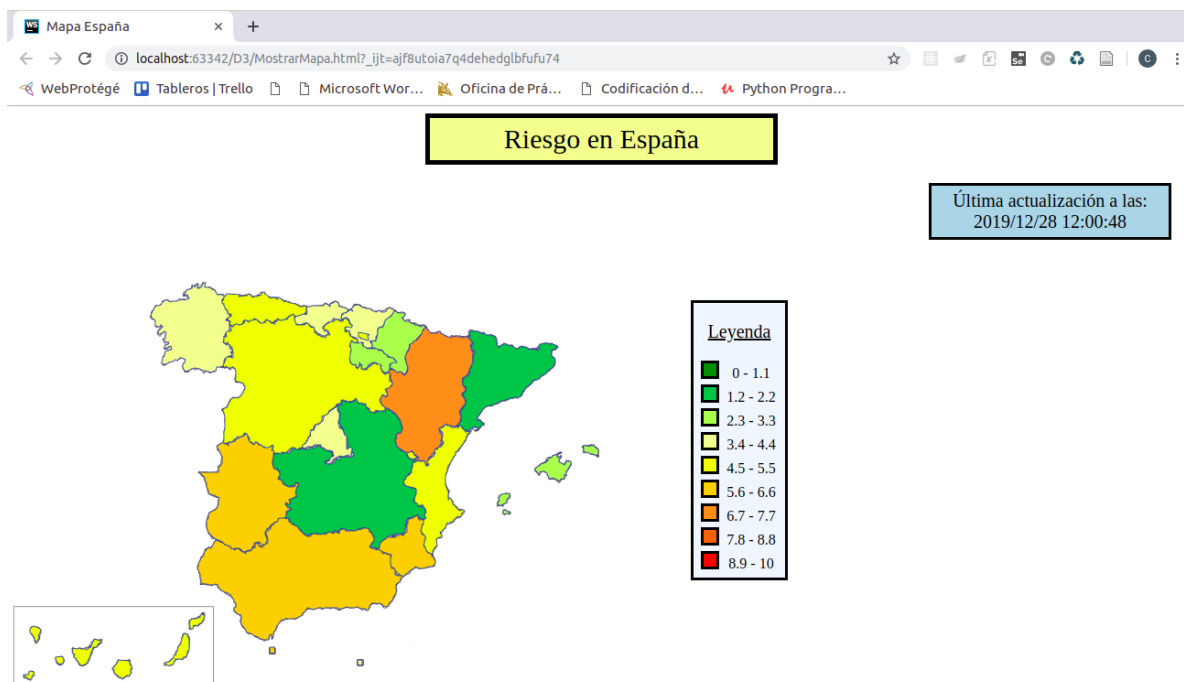 WS Mapa España × +
localhost:63342/D3/MostrarMapa.html?_ijt=ajf8utoia7q4dehedglbfufu74
Se C C
WebProtégé Tableros | Trello Microsoft Wor... Oficina de Prá... Codificación d... Python Progra...
Riesgo en España
Última actualización a las:
2019/12/28 12:00:48
Leyenda
0 - 1.1
1.2 - 2.2
2.3 - 3.3
3.4 - 4.4
4.5 - 5.5
5.6 - 6.6
6.7 - 7.7
7.8 - 8.8
8.9 - 10